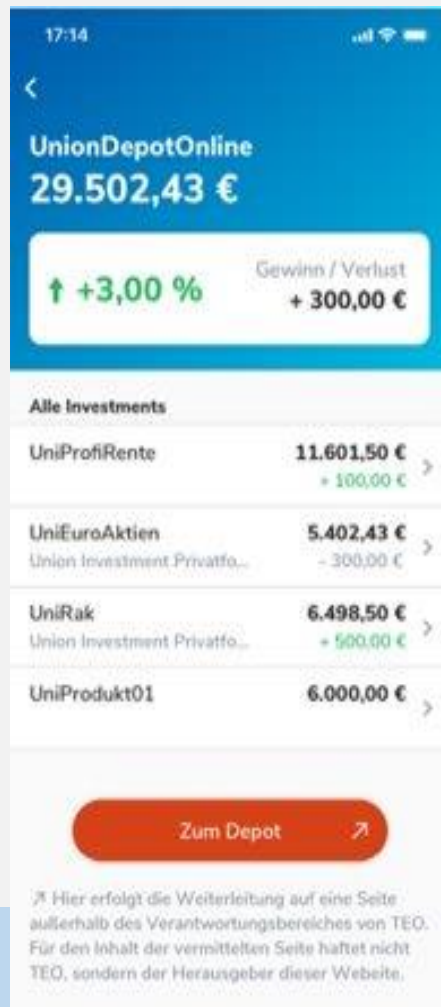 17:14
UnionDepotOnline
29.502,43 €
Gewinn / Verlust
↑ +3,00 %
+ 300,00 €
Alle Investments
UniProfiRente 11.601,50 €
+ 100,00 €
UniEuroAktien 5.402,43 €
Union Investment Privatfo... - 300,00 €
UniRak 6.498,50 €
Union Investment Privatfo... + 500,00 €
UniProdukt01 6.000,00 €
Zum Depot ↗
↗ Hier erfolgt die Weiterleitung auf eine Seite
außerhalb des Verantwortungsbereiches von TEO.
Für den Inhalt der vermittelten Seite haftet nicht
TEO, sondern der Herausgeber dieser Webseite.